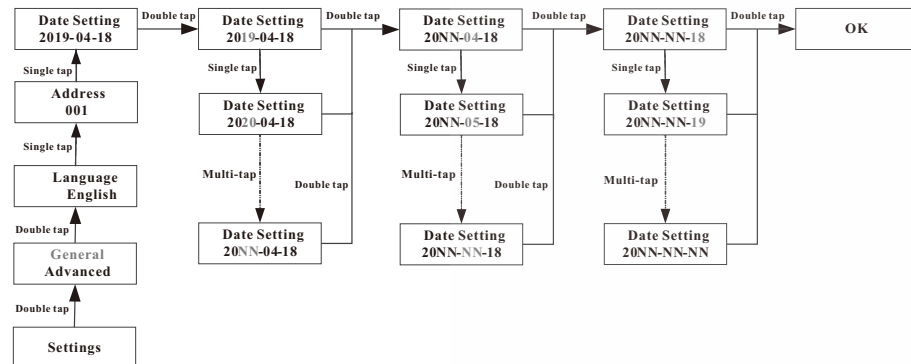 Date Setting
2019-04-18
Double tap
Date Setting
2019-04-18
Double tap
Date Setting
20NN-04-18
Double tap
Date Setting
20NN-NN-18
Double tap
OK
Single tap
Single tap
Single tap
Single tap
Address
001
Date Setting
2020-04-18
Date Setting
20NN-05-18
Date Setting
20NN-NN-19
Single tap
Multi-tap
Double tap
Multi-tap
Double tap
Multi-tap
Language
English
Double tap
Date Setting
20NN-04-18
Date Setting
20NN-NN-18
Date Setting
20NN-NN-NN
General
Advanced
Double tap
Settings